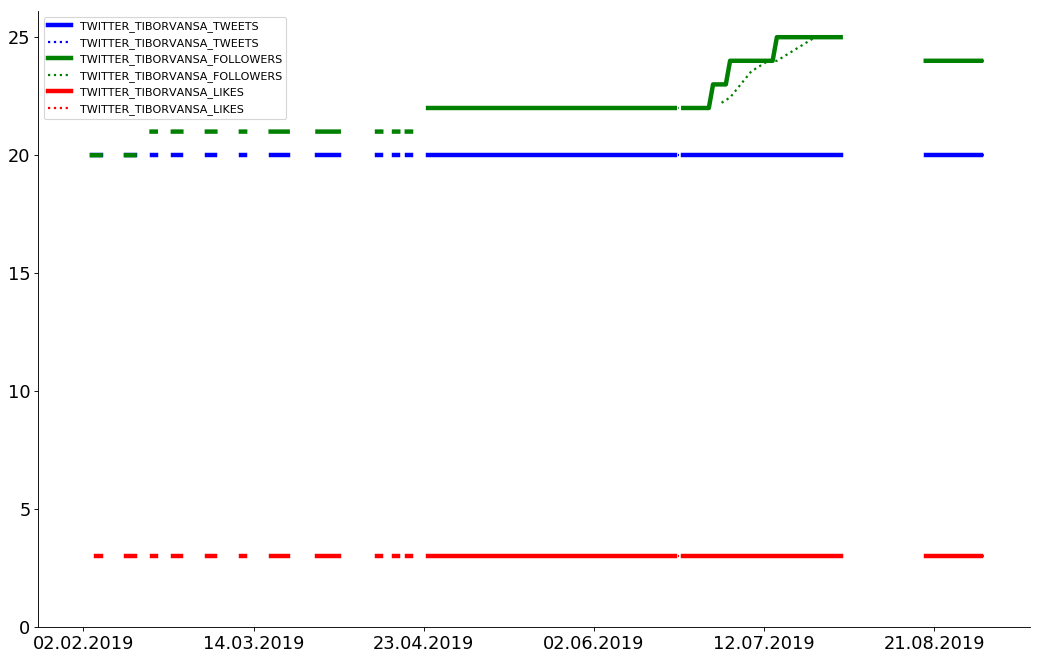 TWITTER_TIBORVANSA_TWEETS
TWITTER_TIBORVANSA_TWEETS
TWITTER_TIBORVANSA_FOLLOWERS
TWITTER_TIBORVANSA_FOLLOWERS
TWITTER_TIBORVANSA_LIKES
TWITTER_TIBORVANSA_LIKES
25
20
15
10
5
0
02.02.2019 14.03.2019 23.04.2019 02.06.2019 12.07.2019 21.08.2019